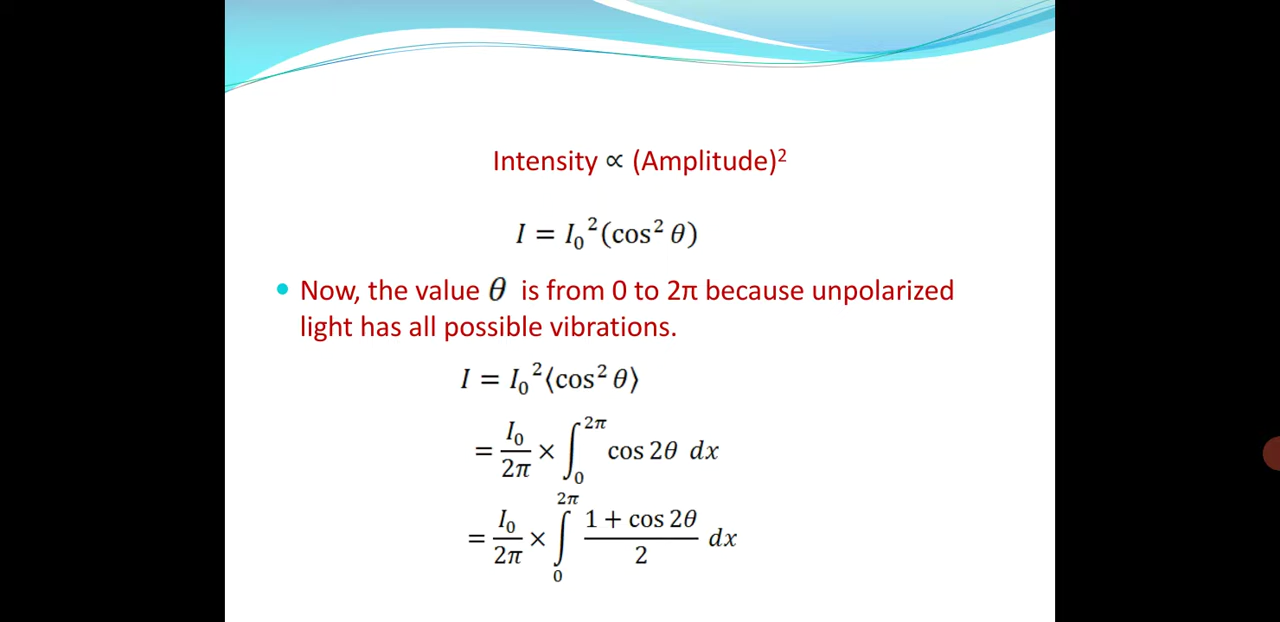 Intensity ∝ (Amplitude)²
I = I₀²(cos² θ)
• Now, the value θ is from 0 to 2π because unpolarized
light has all possible vibrations.
I = I₀²⟨cos² θ⟩
= I₀/2π × ∫₀^2π cos 2θ dx
= I₀/2π × ∫₀^2π (1 + cos 2θ)/2 dx